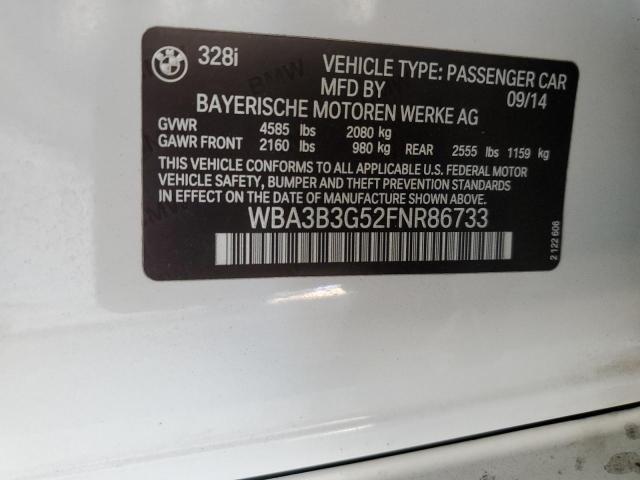 BMW 328i VEHICLE TYPE: PASSENGER CAR
MFD BY 09/14
BAYERISCHE MOTOREN WERKE AG
GVWR 4585 lbs 2080 kg
GAWR FRONT 2160 lbs 980 kg REAR 2555 lbs 1159 kg
THIS VEHICLE CONFORMS TO ALL APPLICABLE U.S. FEDERAL MOTOR
VEHICLE SAFETY, BUMPER AND THEFT PREVENTION STANDARDS
IN EFFECT ON THE DATE OF MANUFACTURE SHOWN ABOVE.
WBA3B3G52FNR86733
2 122 606